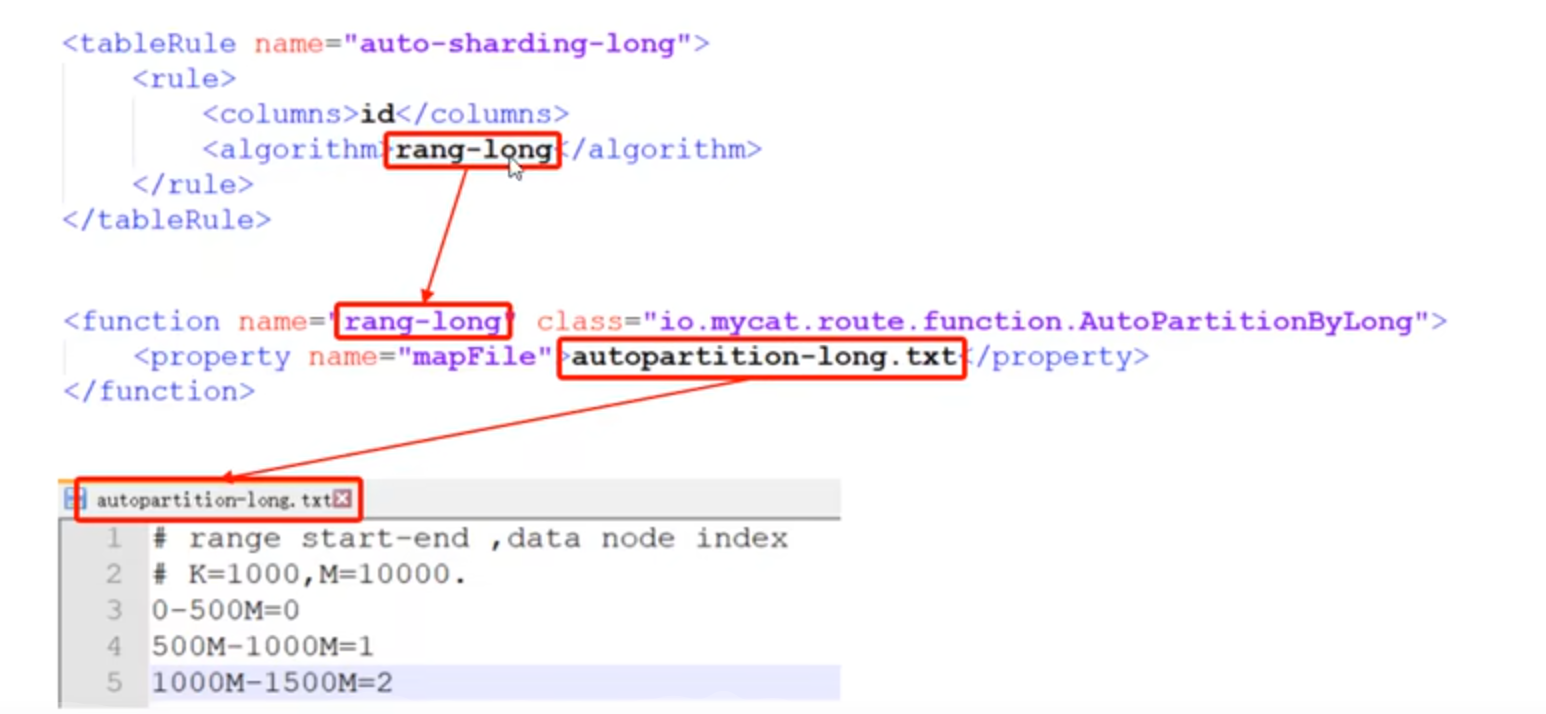 <tableRule name="auto-sharding-long">
<rule>
<columns>id</columns>
<algorithm>rang-long</algorithm>
</rule>
</tableRule>
<function name="rang-long" class="io.mycat.route.function.AutoPartitionByLong">
<property name="mapFile">autopartition-long.txt</property>
</function>
autopartition-long.txt
1 # range start-end ,data node index
2 # K=1000,M=10000.
3 0-500M=0
4 500M-1000M=1
5 1000M-1500M=2